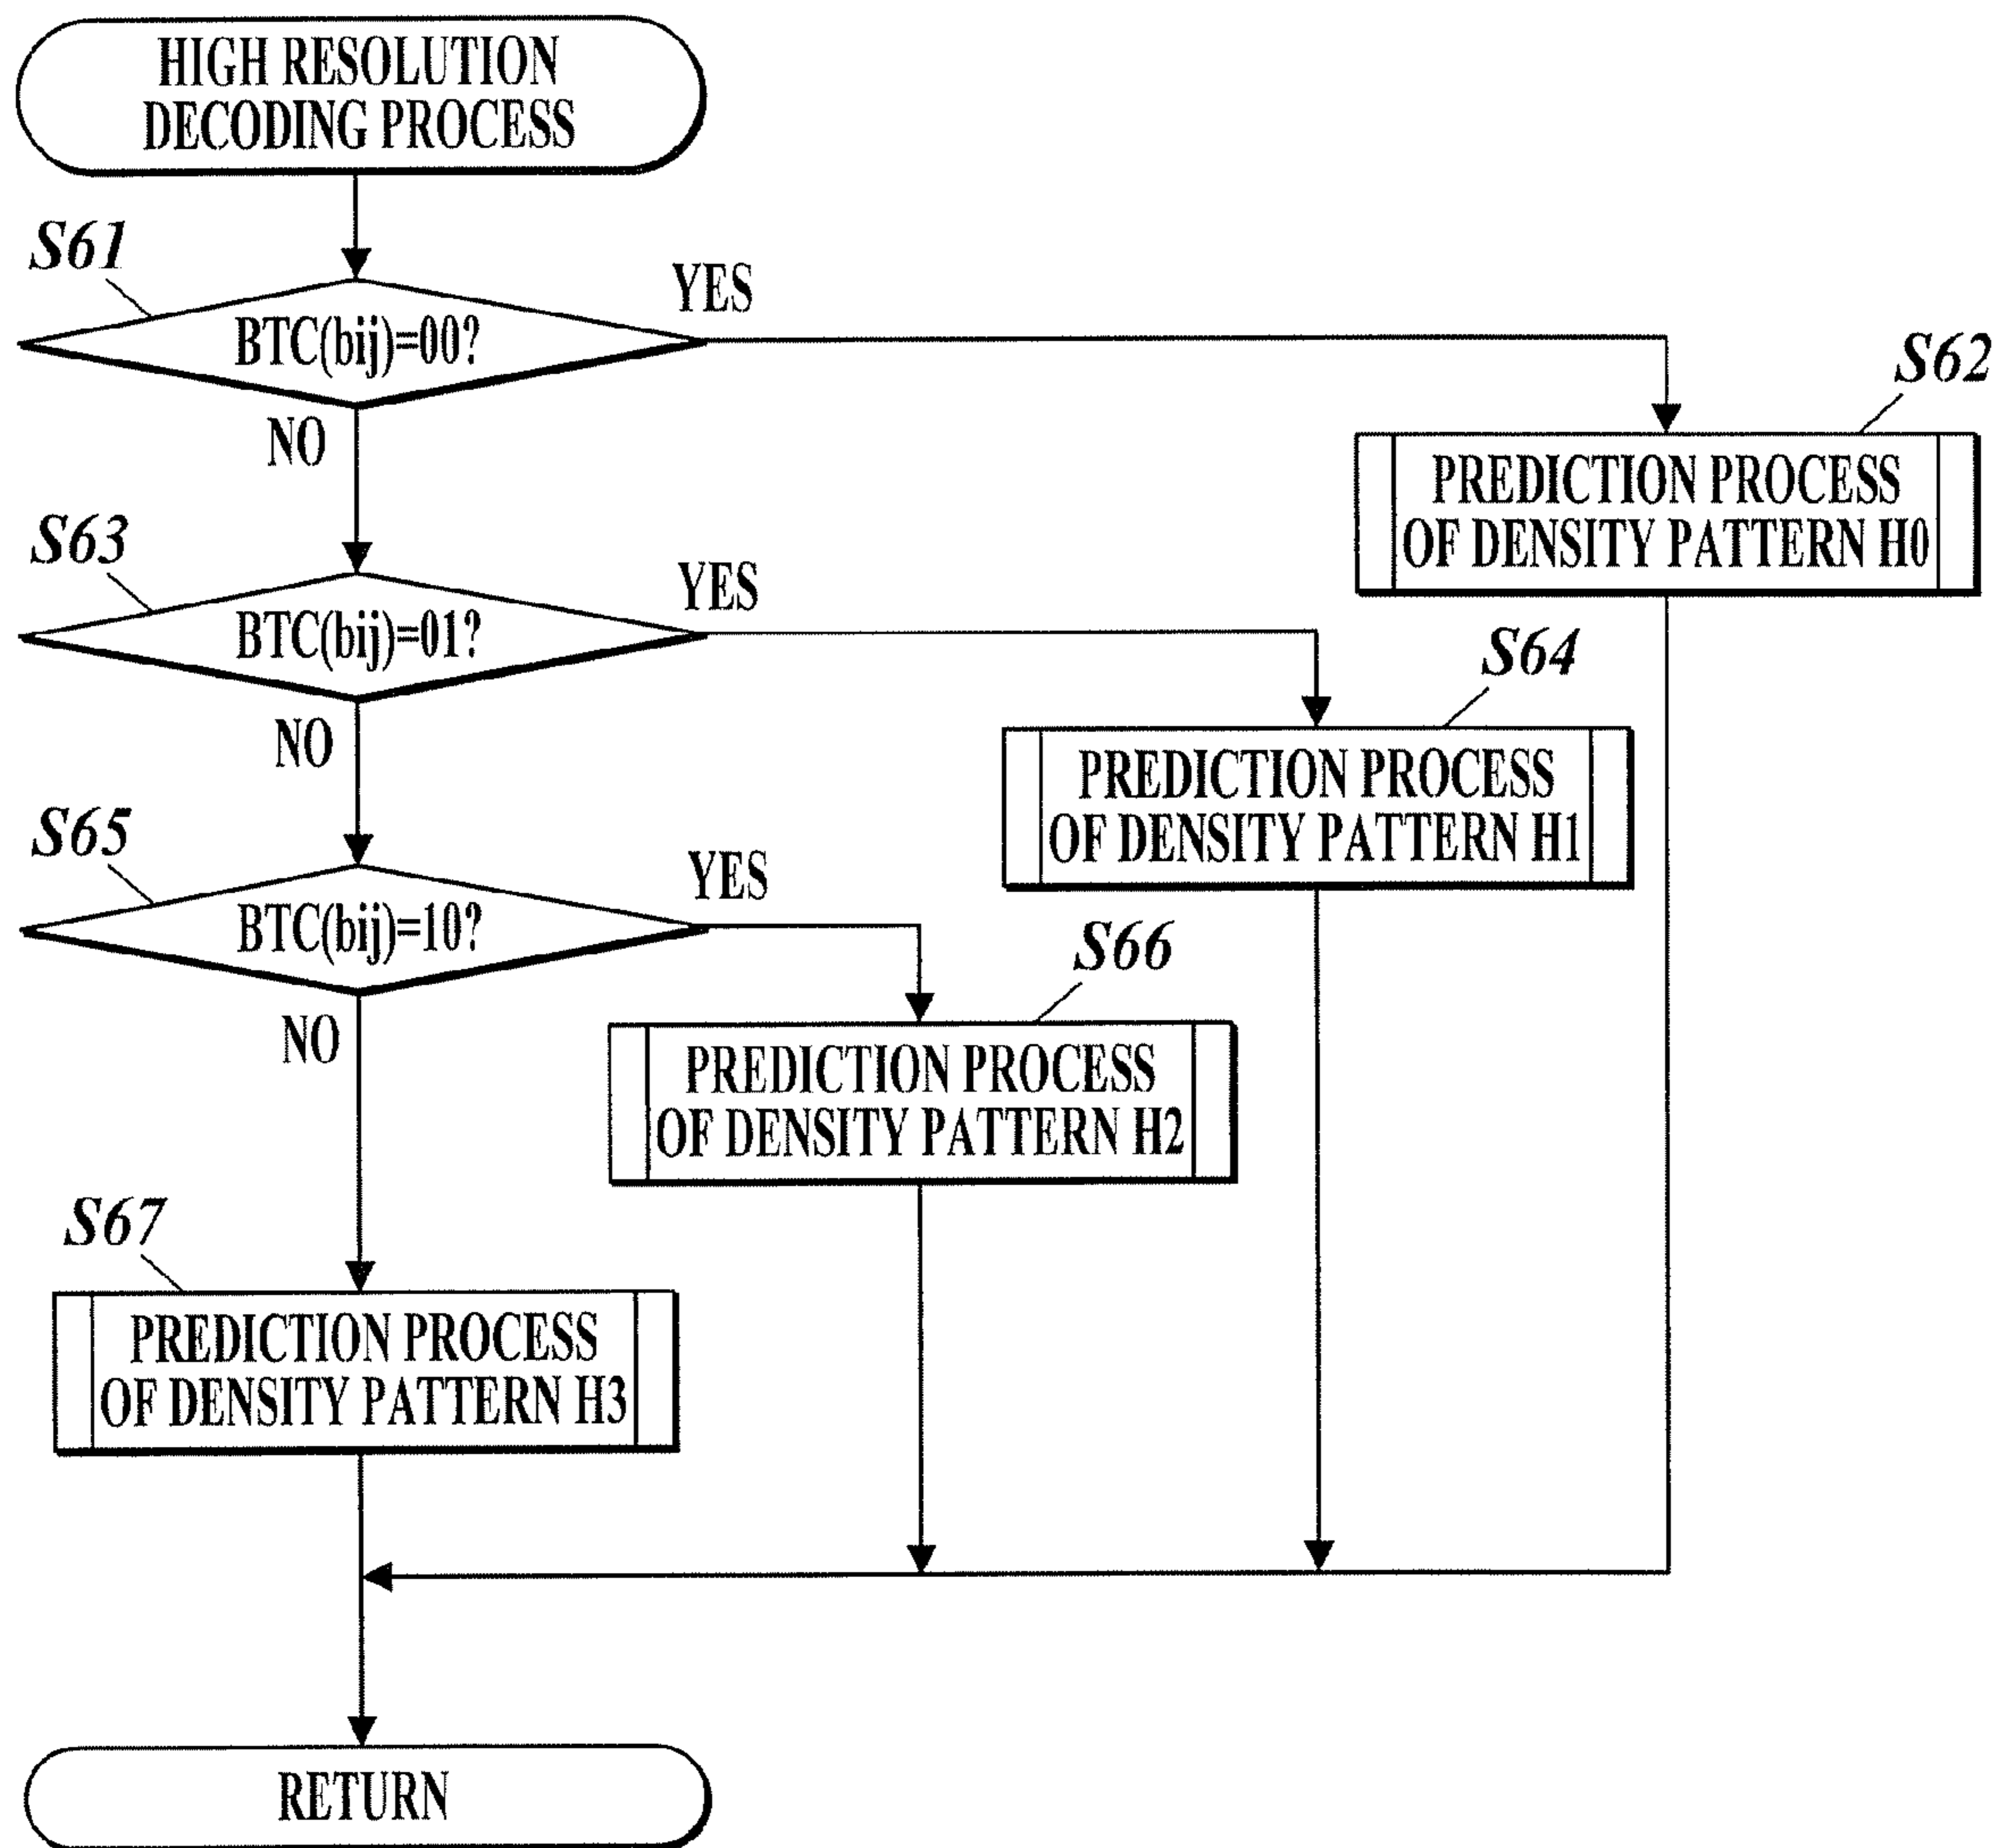 HIGH RESOLUTION
DECODING PROCESS
S61
BTC(bij)=00?
YES
NO
S62
PREDICTION PROCESS
OF DENSITY PATTERN H0
S63
BTC(bij)=01?
YES
NO
S64
PREDICTION PROCESS
OF DENSITY PATTERN H1
S65
BTC(bij)=10?
YES
NO
S66
PREDICTION PROCESS
OF DENSITY PATTERN H2
S67
PREDICTION PROCESS
OF DENSITY PATTERN H3
RETURN